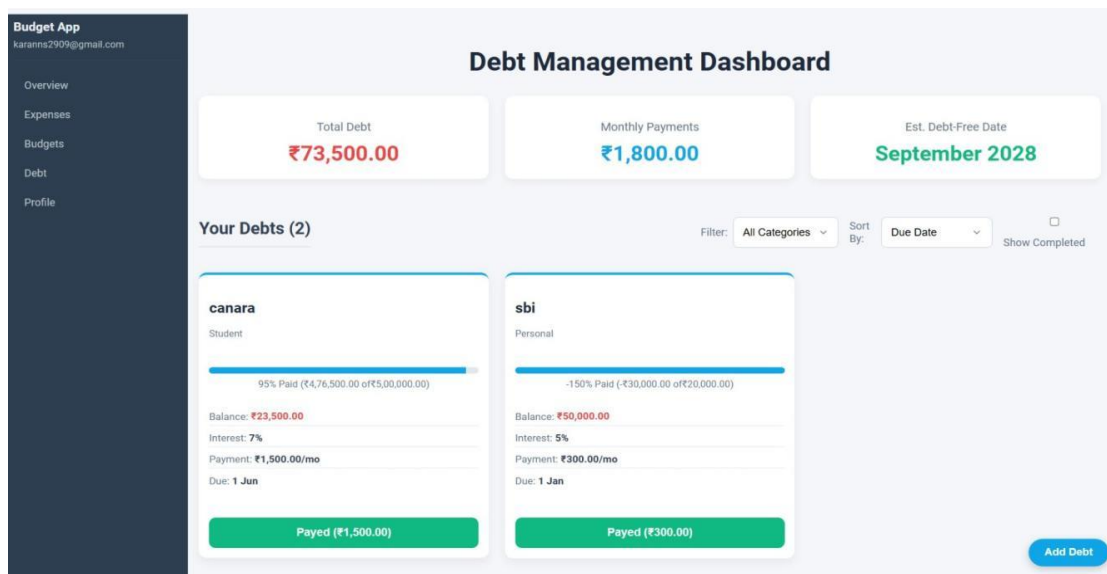 Budget App
karanns2909@gmail.com
Overview
Expenses
Budgets
Debt
Profile
Debt Management Dashboard
Total Debt
₹73,500.00
Monthly Payments
₹1,800.00
Est. Debt-Free Date
September 2028
Your Debts (2)
Filter:
All Categories
Sort
By:
Due Date
Show Completed
canara
Student
95% Paid (₹4,76,500.00 of₹5,00,000.00)
Balance: ₹23,500.00
Interest: 7%
Payment: ₹1,500.00/mo
Due: 1 Jun
Payed (₹1,500.00)
sbi
Personal
-150% Paid (-₹30,000.00 of₹20,000.00)
Balance: ₹50,000.00
Interest: 5%
Payment: ₹300.00/mo
Due: 1 Jan
Payed (₹300.00)
Add Debt